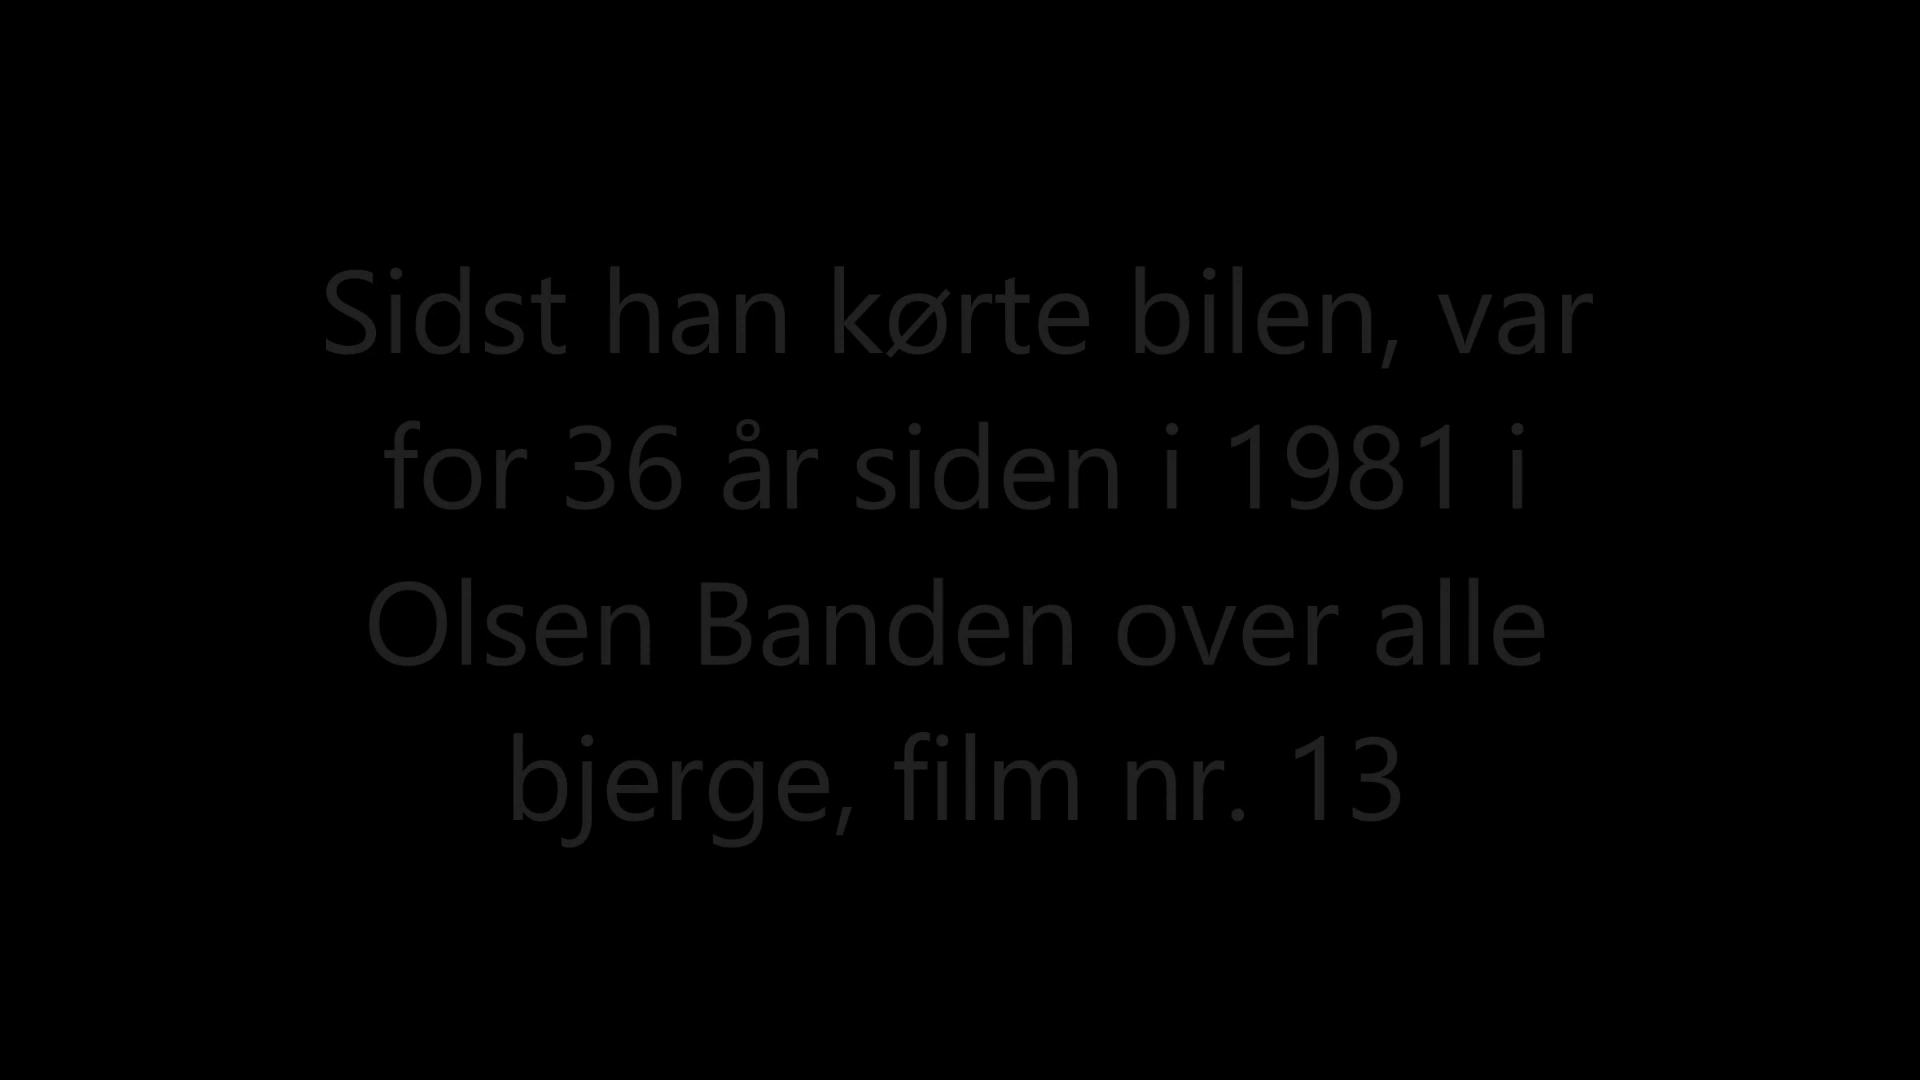 Sidst han kørte bilen, var
for 36 år siden i 1981 i
Olsen Banden over alle
bjerge, film nr. 13